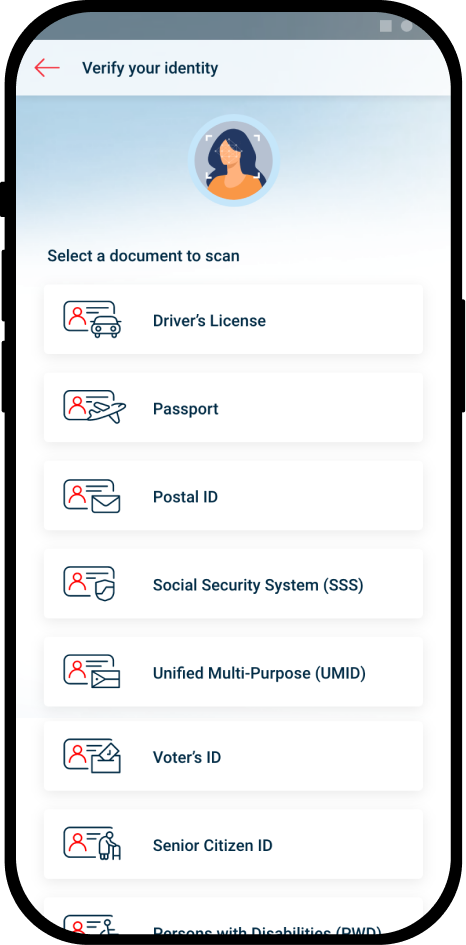 Verify your identity
Select a document to scan
Driver’s License
Passport
Postal ID
Social Security System (SSS)
Unified Multi-Purpose (UMID)
Voter’s ID
Senior Citizen ID
Persons with Disabilities (PWD)